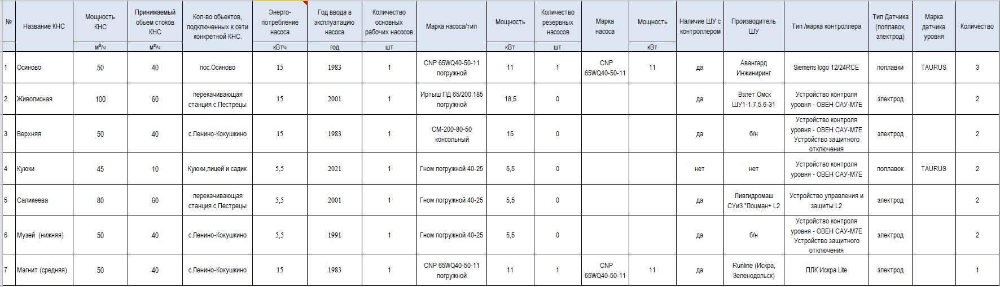 № | Название КНС | Мощность КНС | Принимаемый обьем стоков КНС | Кол-во обьектов, подключенных к сети конкретной КНС. | Энерго-потребление насоса | Год ввода в эксплуатацию насоса | Количество основных рабочих насосов | Марка насоса/тип | Мощность | Количество резервных насосов | Марка насоса | Мощность | Наличие ШУ с контроллером | Производитель ШУ | Тип /марка контроллера | Тип Датчика (поплавок, электрод) | Марка датчика уровня | Количество
м³/ч | м³/ч | кВтч | год | шт | кВт | шт | кВт
1 | Осиново | 50 | 40 | пос.Осиново | 15 | 1983 | 1 | CNP 65WQ40-50-11 погружной | 11 | 1 | CNP 65WQ40-50-11 | 11 | да | Авангард Инжиниринг | Siemens logo 12/24RCE | поплавки | TAURUS | 3
2 | Живописная | 100 | 60 | перекачивающая станция с.Пестрецы | 15 | 2001 | 1 | Иртыш ПД 65/200.185 погружной | 18,5 | 0 | да | Взлет Омск ШУ1-1.7,5.6-31 | Устройство контроля уровня - ОВЕН САУ-М7Е | электрод | 2
3 | Верхняя | 50 | 40 | с.Ленино-Кокушкино | 15 | 1983 | 1 | СМ-200-80-50 консольный | 15 | 0 | да | б/н | Устройство контроля уровня - ОВЕН САУ-М7Е Устройство защитного отключения | электрод | 2
4 | Куюки | 45 | 10 | Куюки,лицей и садик | 5,5 | 2021 | 1 | Гном погружной 40-25 | 5,5 | 0 | нет | нет | Устройство контроля уровня - ОВЕН САУ-М7Е | поплавок | TAURUS | 2
5 | Саликеева | 80 | 60 | перекачивающая станция с.Пестрецы | 5,5 | 2001 | 1 | Гном погружной 40-25 | 5,5 | 0 | да | Ливгидромаш СУиЗ "Лоцман+ L2 | Устройство управления и защиты L2 | электрод | 2
6 | Музей (нижняя) | 50 | 40 | с.Ленино-Кокушкино | 5,5 | 1991 | 1 | Гном погружной 40-25 | 5,5 | 0 | да | б/н | Устройство контроля уровня - ОВЕН САУ-М7Е Устройство защитного отключения | электрод | 2
7 | Магнит (средняя) | 50 | 40 | с.Ленино-Кокушкино | 15 | 1983 | 1 | CNP 65WQ40-50-11 погружной | 11 | 1 | CNP 65WQ40-50-11 | 11 | да | Runline (Искра, Зеленодольск) | ПЛК Искра Lite | электрод | 1